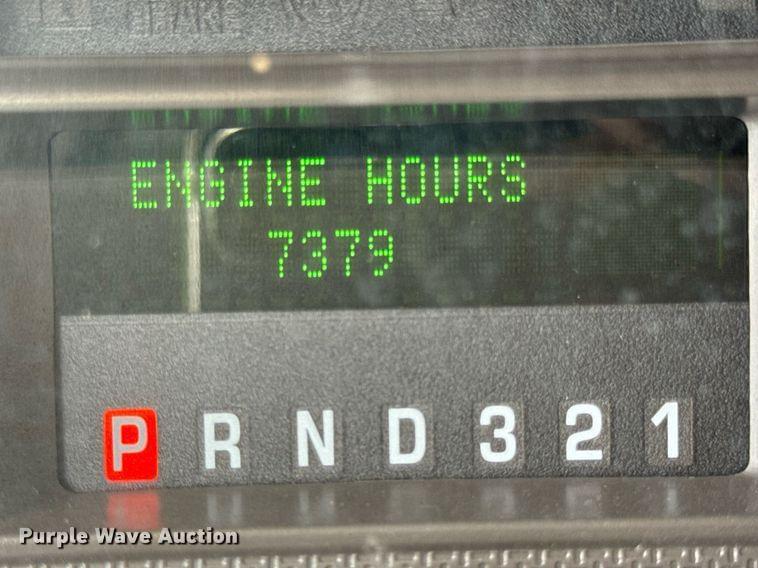 ENGINE HOURS
7379
P R N D 3 2 1
Purple Wave Auction